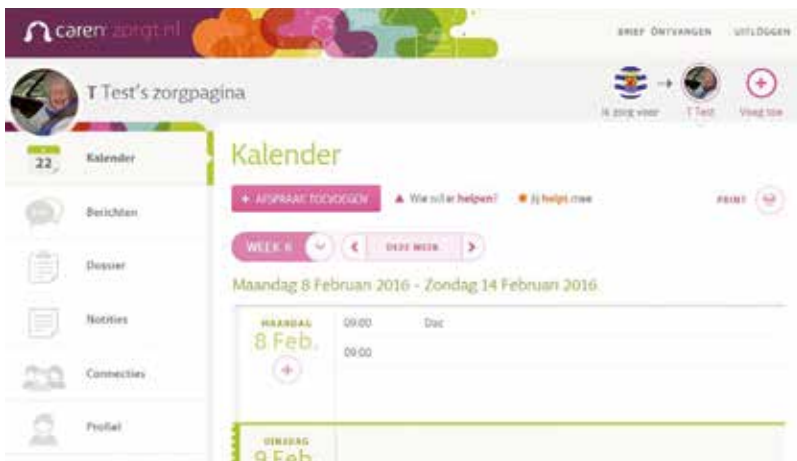 caren zorgt.nl
BRIEF ONTVANGEN UITLOGGEN
T Test's zorgpagina
Ik zorg voor T Test Voeg toe
22 Kalender
Berichten
Dossier
Notities
Connecties
Profiel
Kalender
+ AFSPRAAK TOEVOEGEN Wie wil er helpen? Jij helpt mee PRINT
WEEK 6 DEZE WEEK
Maandag 8 Februari 2016 - Zondag 14 Februari 2016
MAANDAG 09:00
8 Feb. 09:00
+
DINSDAG
9 Feb.